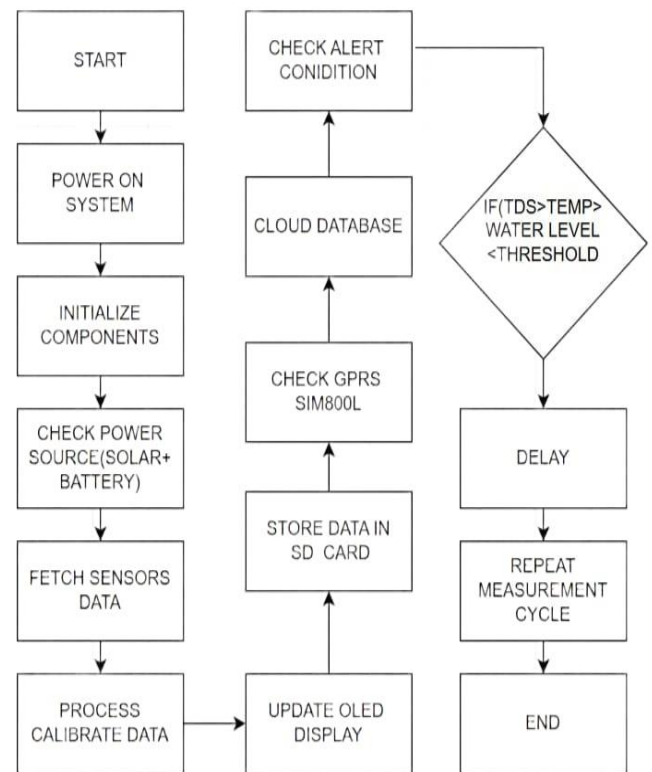 START
POWER ON
SYSTEM
INITIALIZE
COMPONENTS
CHECK POWER
SOURCE(SOLAR+
BATTERY)
FETCH SENSORS
DATA
PROCESS
CALIBRATE DATA
UPDATE OLED
DISPLAY
STORE DATA IN
SD CARD
CHECK GPRS
SIM800L
CLOUD DATABASE
CHECK ALERT
CONIDITION
IF(TDS>TEMP>
WATER LEVEL
<THRESHOLD
DELAY
REPEAT
MEASUREMENT
CYCLE
END